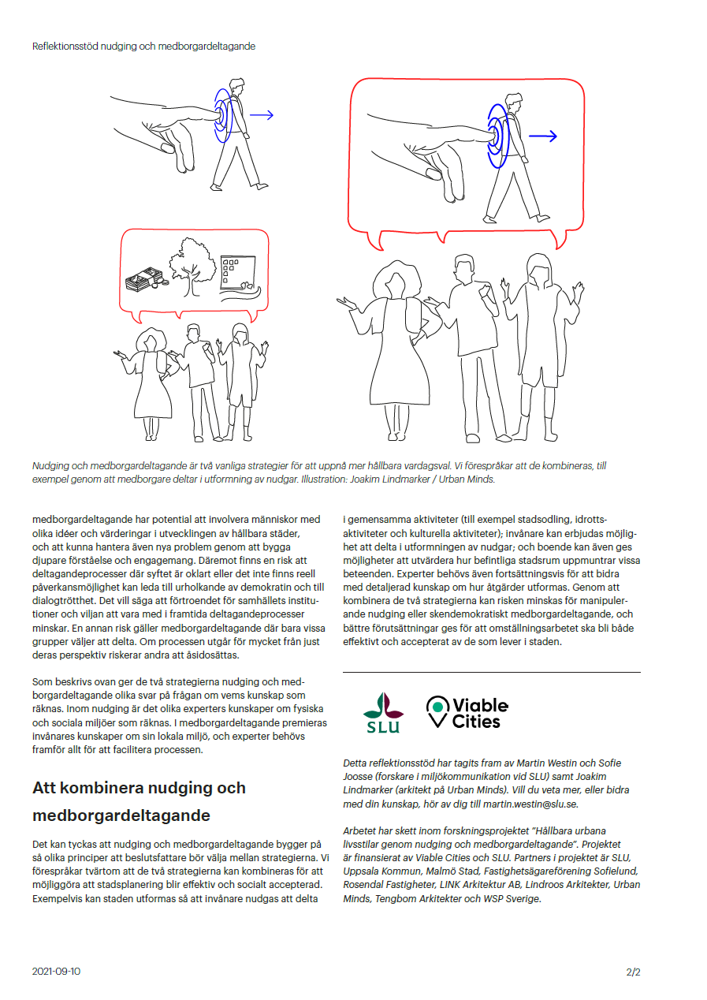 Reflektionsstöd nudging och medborgardeltagande
Nudging och medborgardeltagande är två vanliga strategier för att uppnå mer hållbara vardagsval. Vi förespråkar att de kombineras, till
exempel genom att medborgare deltar i utformning av nudgar. Illustration: Joakim Lindmarker / Urban Minds.
medborgardeltagande har potential att involvera människor med
olika idéer och värderingar i utvecklingen av hållbara städer,
och att kunna hantera även nya problem genom att bygga
djupare förståelse och engagemang. Däremot finns en risk att
deltagandeprocesser där syftet är oklart eller det inte finns reell
påverkansmöjlighet kan leda till urholkande av demokratin och till
dialogtrötthet. Det vill säga att förtroendet för samhällets institu-
tioner och viljan att vara med i framtida deltagandeprocesser
minskar. En annan risk gäller medborgardeltagande där bara vissa
grupper väljer att delta. Om processen utgår för mycket från just
deras perspektiv riskerar andra att åsidosättas.
Som beskrivs ovan ger de två strategierna nudging och med-
borgardeltagande olika svar på frågan om vems kunskap som
räknas. Inom nudging är det olika experters kunskaper om fysiska
och sociala miljöer som räknas. I medborgardeltagande premieras
invånares kunskaper om sin lokala miljö, och experter behövs
framför allt för att facilitera processen.
Att kombinera nudging och
medborgardeltagande
Det kan tyckas att nudging och medborgardeltagande bygger på
så olika principer att beslutsfattare bör välja mellan strategierna. Vi
förespråkar tvärtom att de två strategierna kan kombineras för att
möjliggöra att stadsplanering blir effektiv och socialt accepterad.
Exempelvis kan staden utformas så att invånare nudgas att delta
i gemensamma aktiviteter (till exempel stadsodling, idrotts-
aktiviteter och kulturella aktiviteter); invånare kan erbjudas möjlig-
het att delta i utformningen av nudgar; och boende kan även ges
möjligheter att utvärdera hur befintliga stadsrum uppmuntrar vissa
beteenden. Experter behövs även fortsättningsvis för att bidra
med detaljerad kunskap om hur åtgärder utformas. Genom att
kombinera de två strategierna kan risken minskas för manipuler-
ande nudging eller skendemokratiskt medborgardeltagande, och
bättre förutsättningar ges för att omställningsarbetet ska bli både
effektivt och accepterat av de som lever i staden.
SLU
Viable
Cities
Detta reflektionsstöd har tagits fram av Martin Westin och Sofie
Joosse (forskare i miljökommunikation vid SLU) samt Joakim
Lindmarker (arkitekt på Urban Minds). Vill du veta mer, eller bidra
med din kunskap, hör av dig till martin.westin@slu.se.
Arbetet har skett inom forskningsprojektet ”Hållbara urbana
livsstilar genom nudging och medborgardeltagande”. Projektet
är finansierat av Viable Cities och SLU. Partners i projektet är SLU,
Uppsala Kommun, Malmö Stad, Fastighetsägareförening Sofielund,
Rosendal Fastigheter, LINK Arkitektur AB, Lindroos Arkitekter, Urban
Minds, Tengbom Arkitekter och WSP Sverige.
2021-09-10
2/2